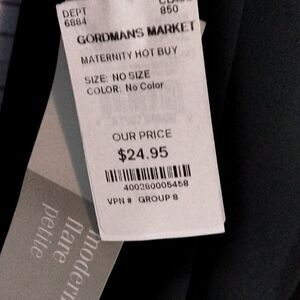 DEPT
6884
850
GORDMANS MARKET
MATERNITY HOT BUY
SIZE: NO SIZE
COLOR: No Color
OUR PRICE
$24.95
400280005458
VPN # GROUP 8
modern
flare
petite